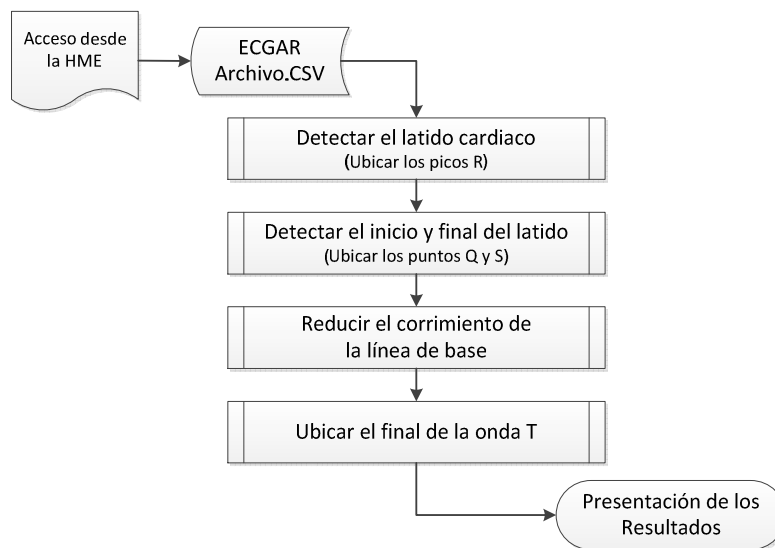 Acceso desde
la HME
ECGAR
Archivo.CSV
Detectar el latido cardiaco
(Ubicar los picos R)
Detectar el inicio y final del latido
(Ubicar los puntos Q y S)
Reducir el corrimiento de
la línea de base
Ubicar el final de la onda T
Presentación de los
Resultados